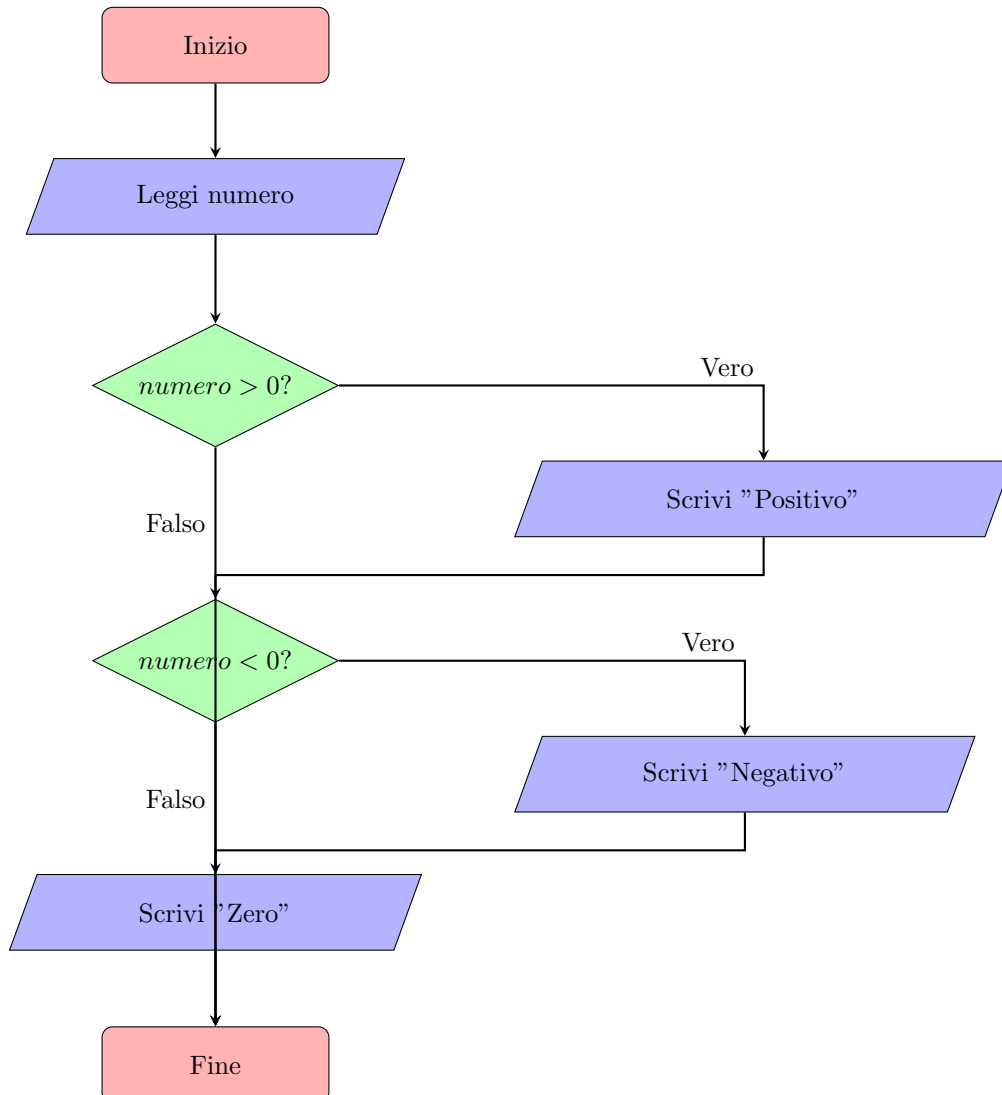 Inizio
Leggi numero
numero > 0?
Vero
Scrivi ”Positivo”
Falso
numero < 0?
Vero
Scrivi ”Negativo”
Falso
Scrivi ”Zero”
Fine